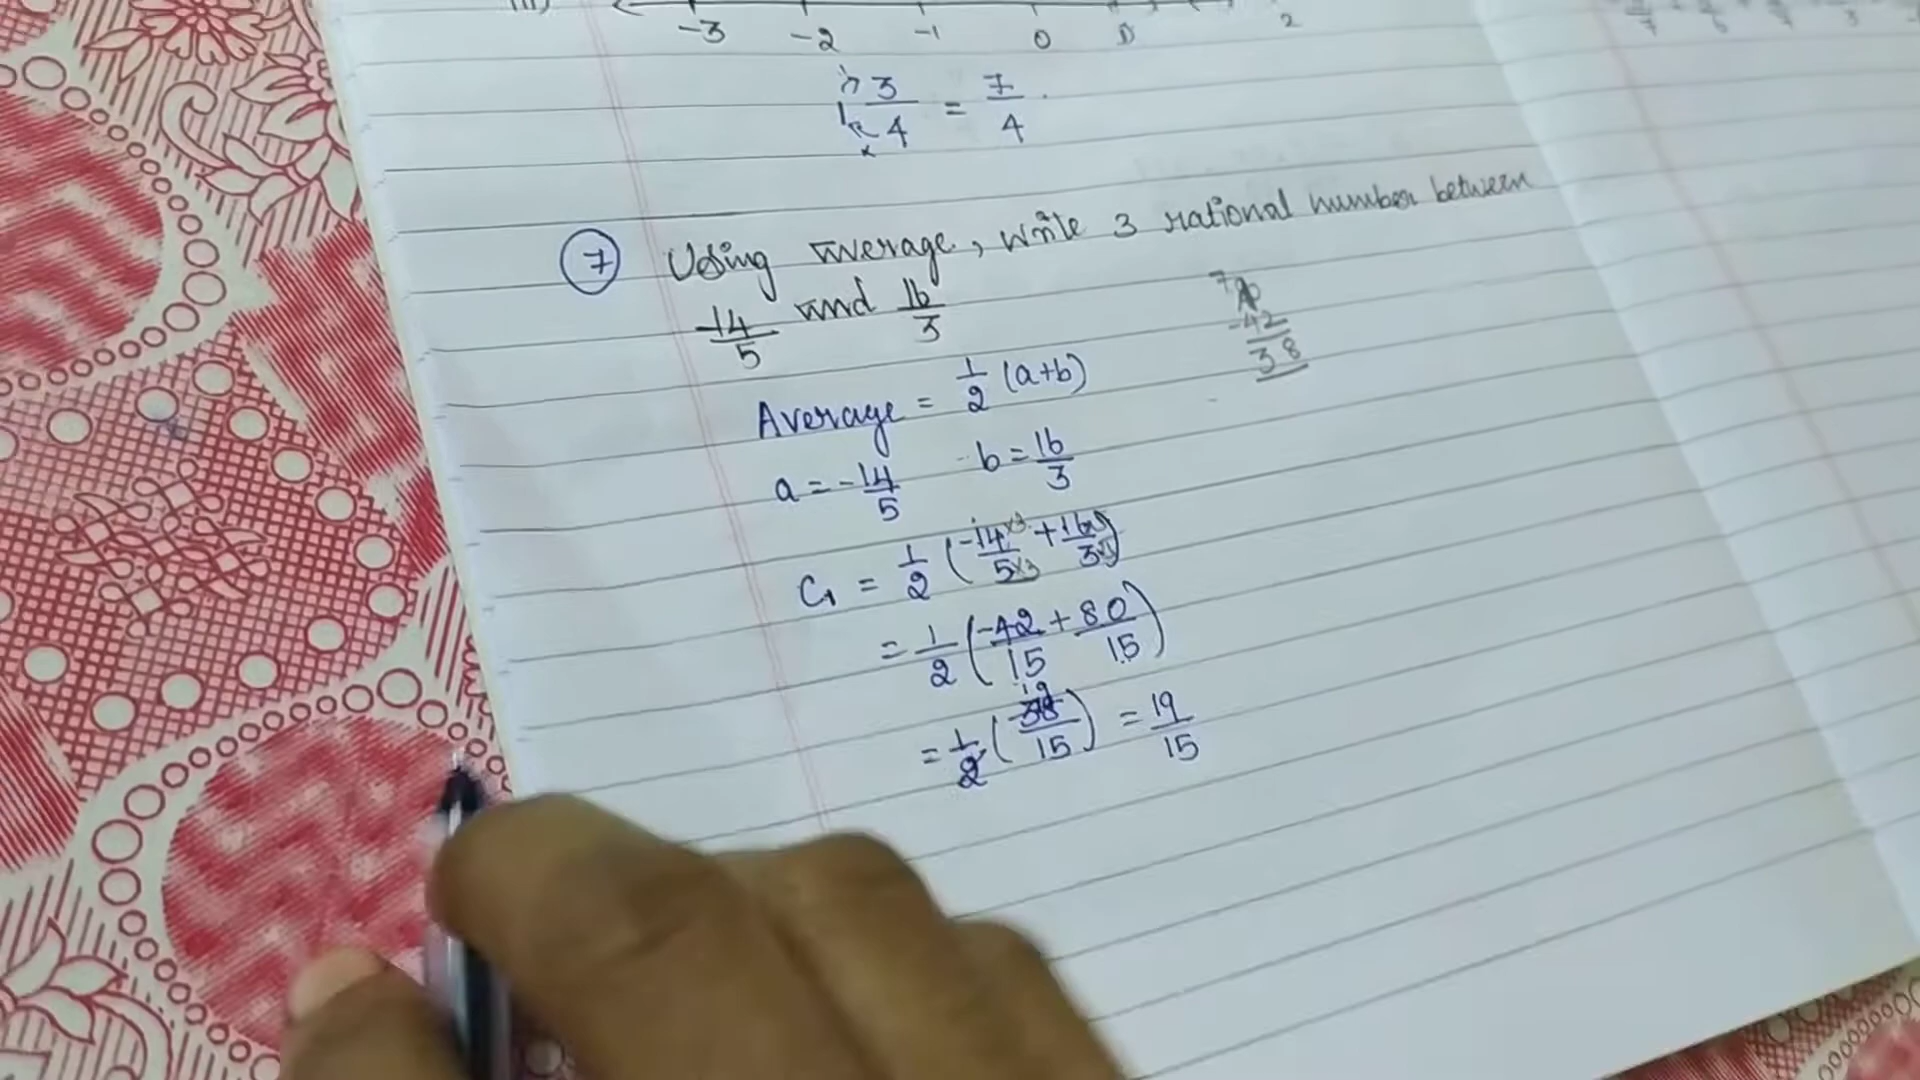 -3 -2 -1 0 2
3/4 = 7/4
7 Using average, write 3 rational number between
-14/5 and 16/3
-42
38
Average = 1/2 (a+b)
a = -14/5 b = 16/3
C1 = 1/2 (-14×3/5×3 + 16×5/3×5)
= 1/2 (-42/15 + 80/15)
19
= 1/2 (38/15) = 19/15